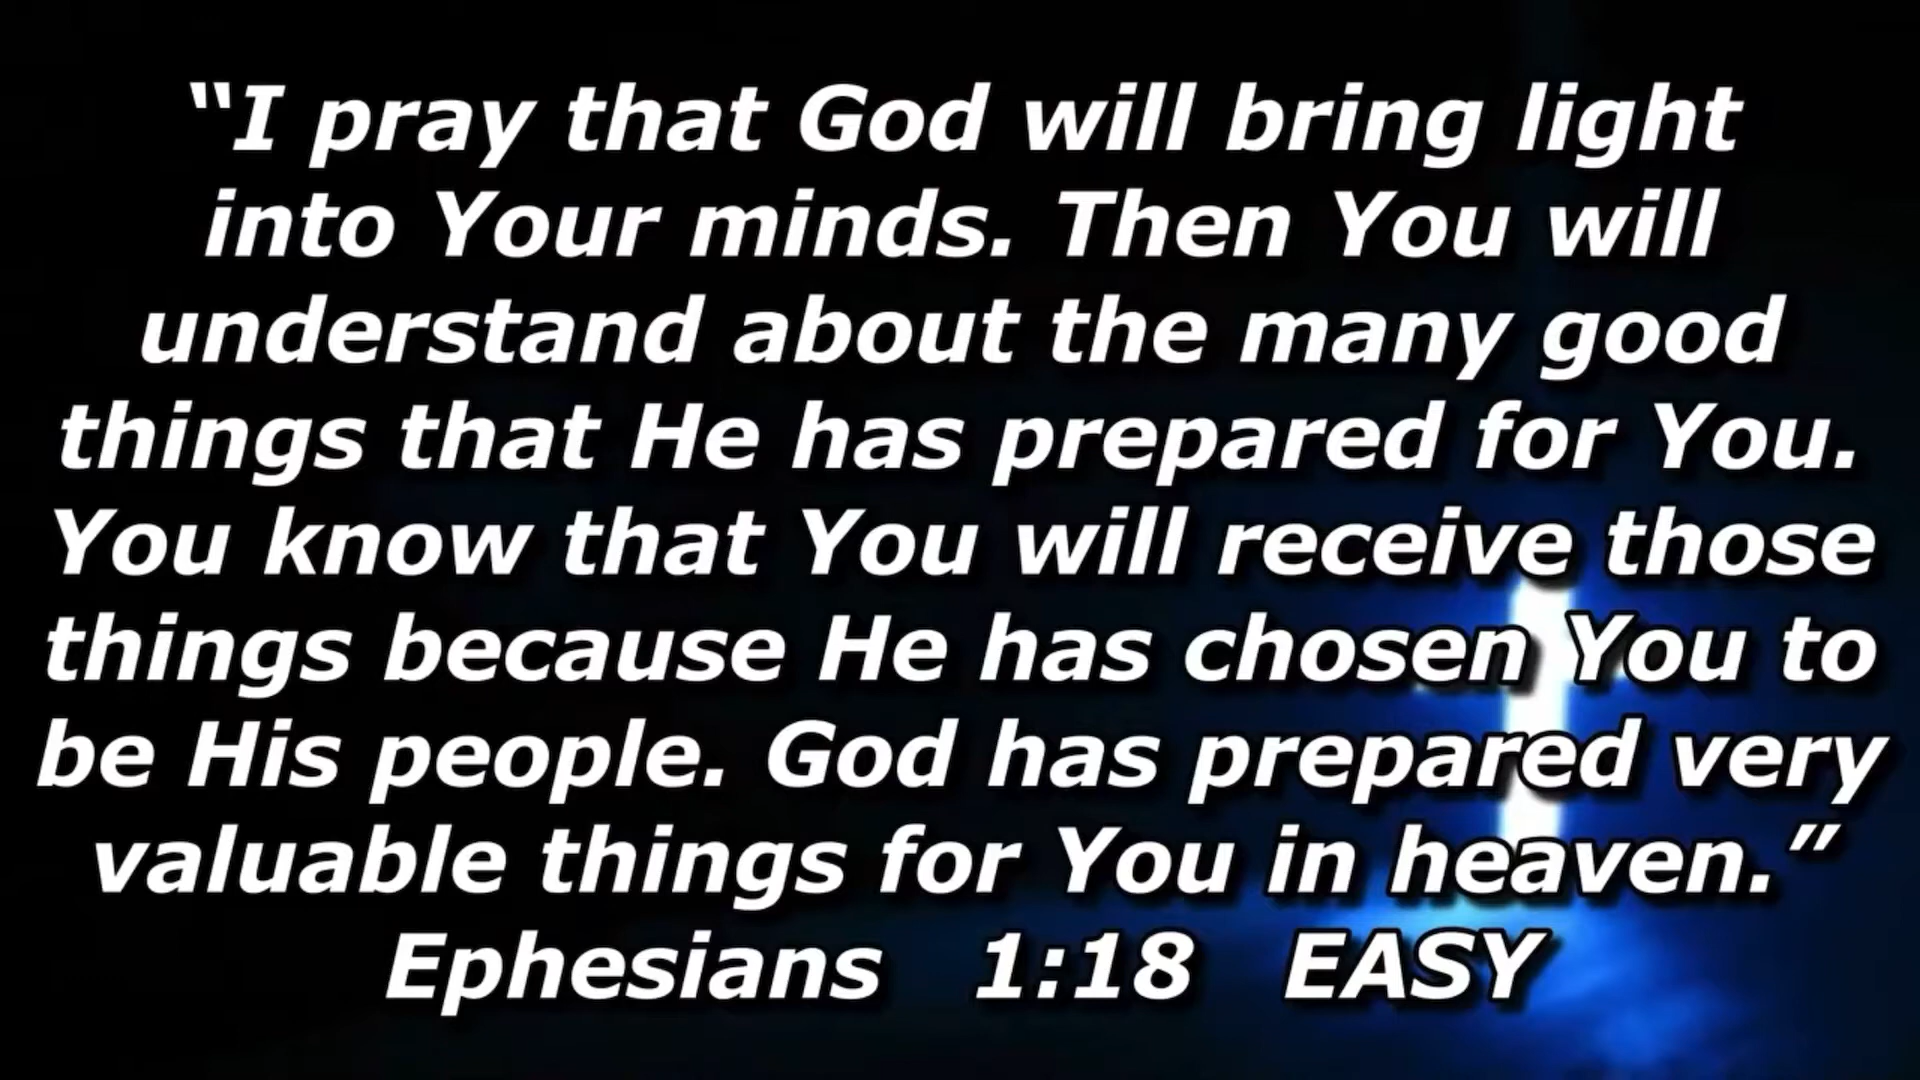 “I pray that God will bring light
into Your minds. Then You will
understand about the many good
things that He has prepared for You.
You know that You will receive those
things because He has chosen You to
be His people. God has prepared very
valuable things for You in heaven.”
Ephesians 1:18 EASY